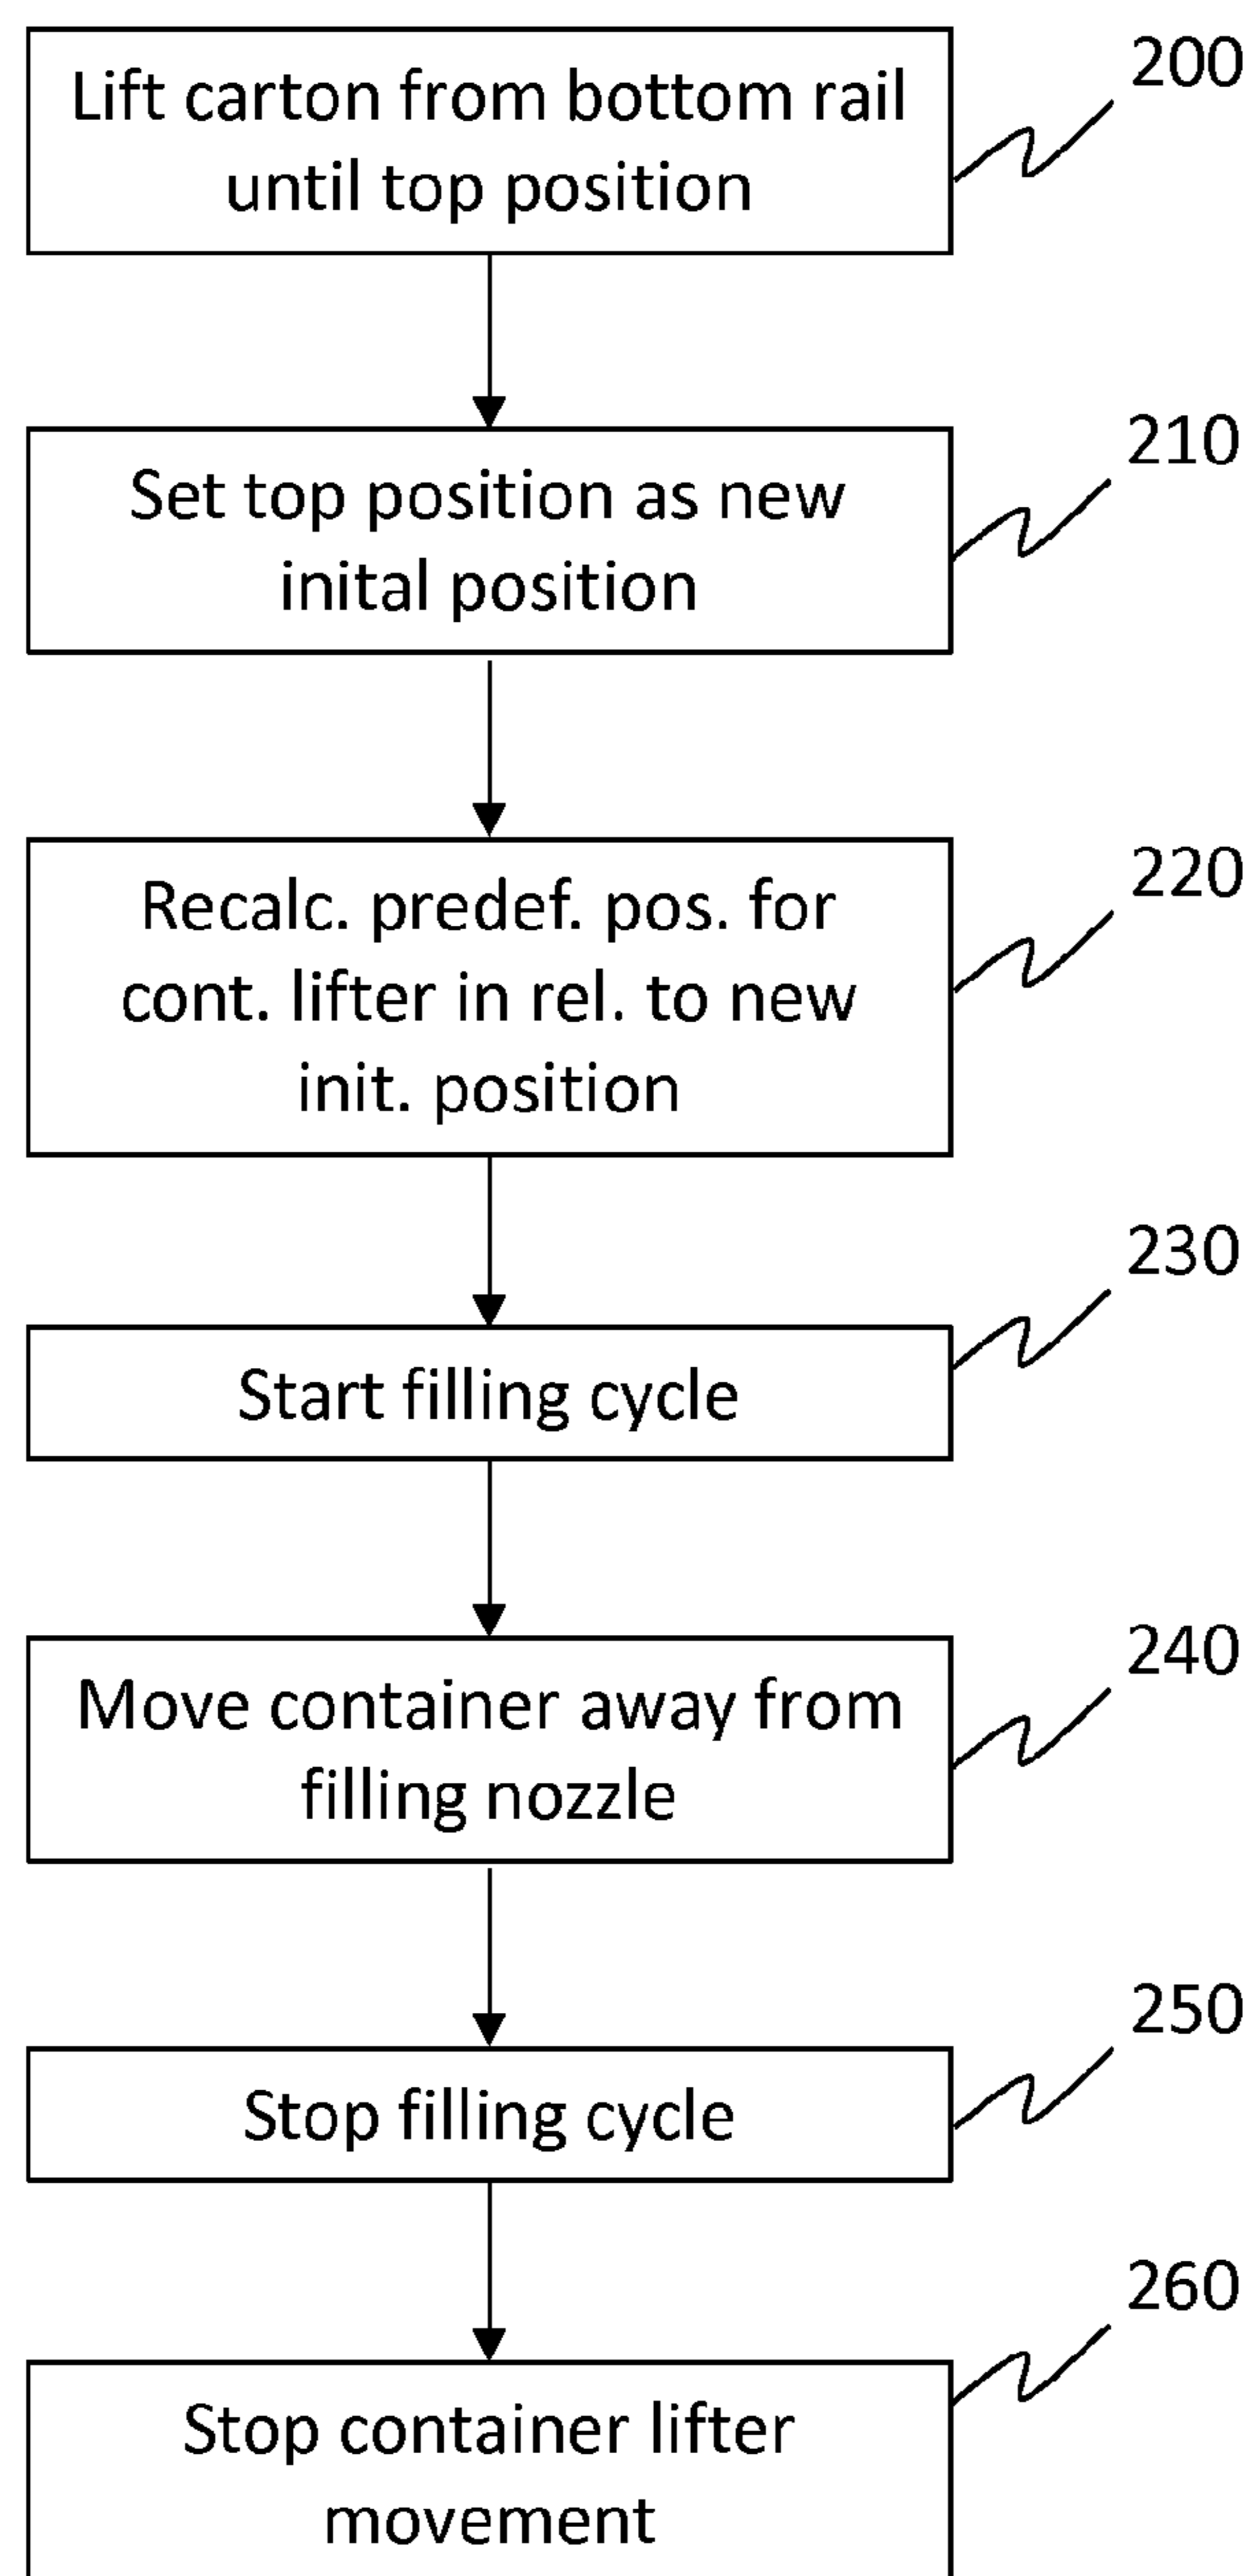 Lift carton from bottom rail
until top position
200
Set top position as new
inital position
210
Recalc. predef. pos. for
cont. lifter in rel. to new
init. position
220
Start filling cycle
230
Move container away from
filling nozzle
240
Stop filling cycle
250
Stop container lifter
movement
260